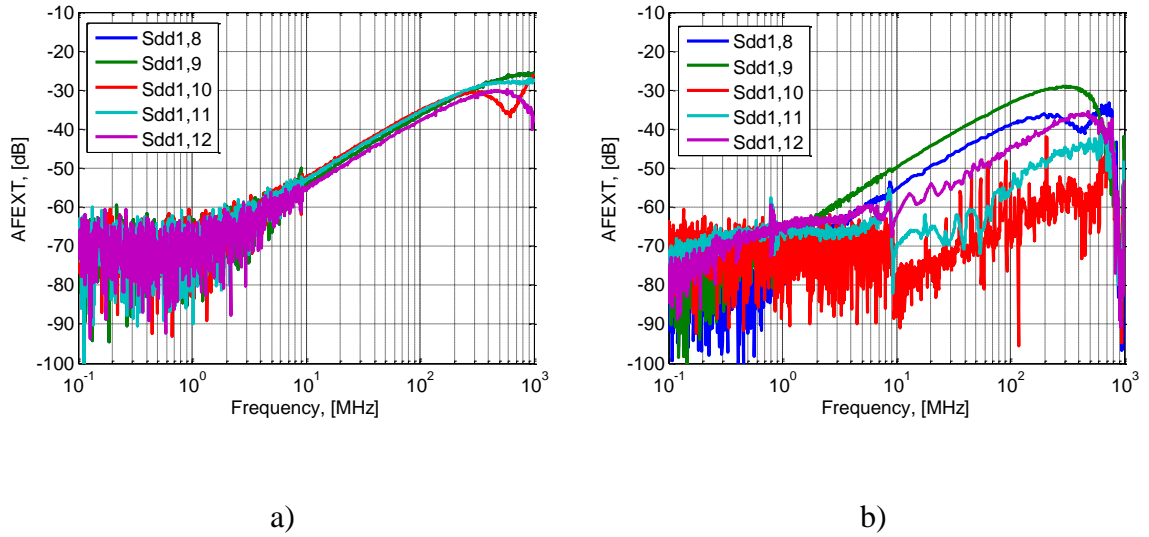 -10
-20
-30
-40
-50
-60
-70
-80
-90
-100
AFEXT, [dB]
Sdd1,8
Sdd1,9
Sdd1,10
Sdd1,11
Sdd1,12
10^-1
10^0
10^1
10^2
10^3
Frequency, [MHz]
a)
-10
-20
-30
-40
-50
-60
-70
-80
-90
-100
AFEXT, [dB]
Sdd1,8
Sdd1,9
Sdd1,10
Sdd1,11
Sdd1,12
10^-1
10^0
10^1
10^2
10^3
Frequency, [MHz]
b)